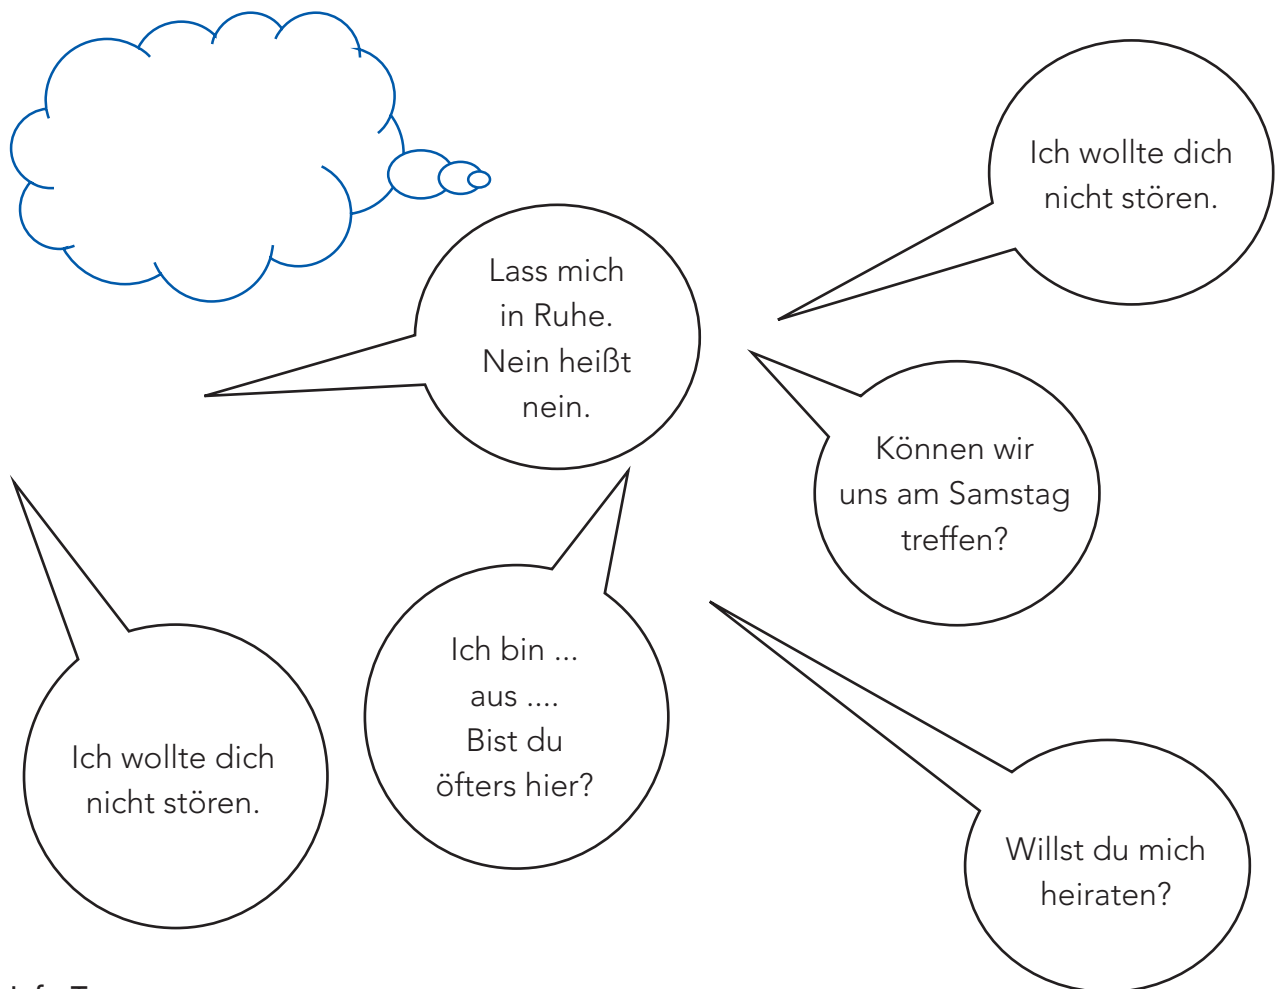 Ich wollte dich
nicht stören.
Lass mich
in Ruhe.
Nein heißt
nein.
Können wir
uns am Samstag
treffen?
Ich bin ...
aus ....
Bist du
öfters hier?
Ich wollte dich
nicht stören.
Willst du mich
heiraten?